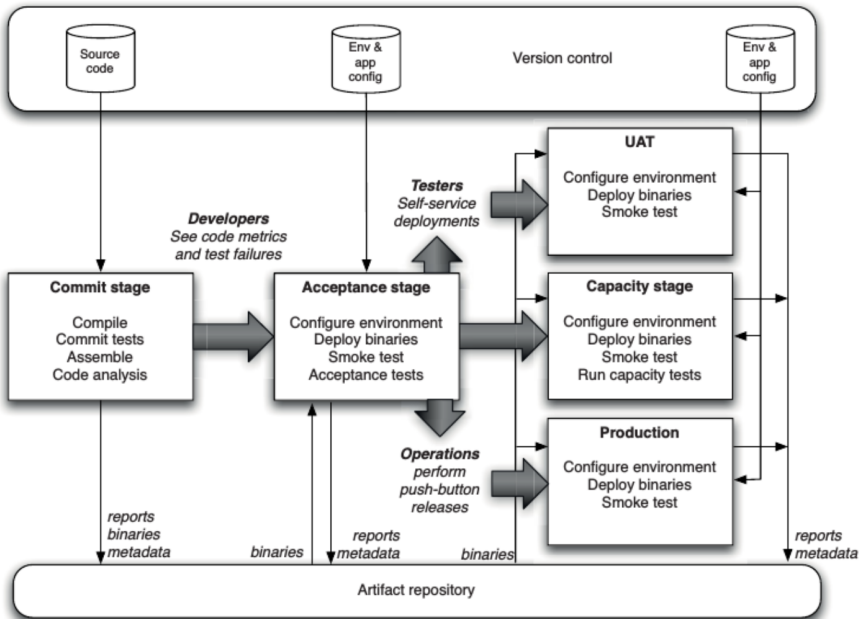 Source
code
Env &
app
config
Version control
Env &
app
config
Developers
See code metrics
and test failures
Testers
Self-service
deployments
UAT
Configure environment
Deploy binaries
Smoke test
Commit stage
Compile
Commit tests
Assemble
Code analysis
Acceptance stage
Configure environment
Deploy binaries
Smoke test
Acceptance tests
Capacity stage
Configure environment
Deploy binaries
Smoke test
Run capacity tests
Operations
perform
push-button
releases
Production
Configure environment
Deploy binaries
Smoke test
reports
binaries
metadata
binaries
reports
metadata
binaries
reports
metadata
Artifact repository